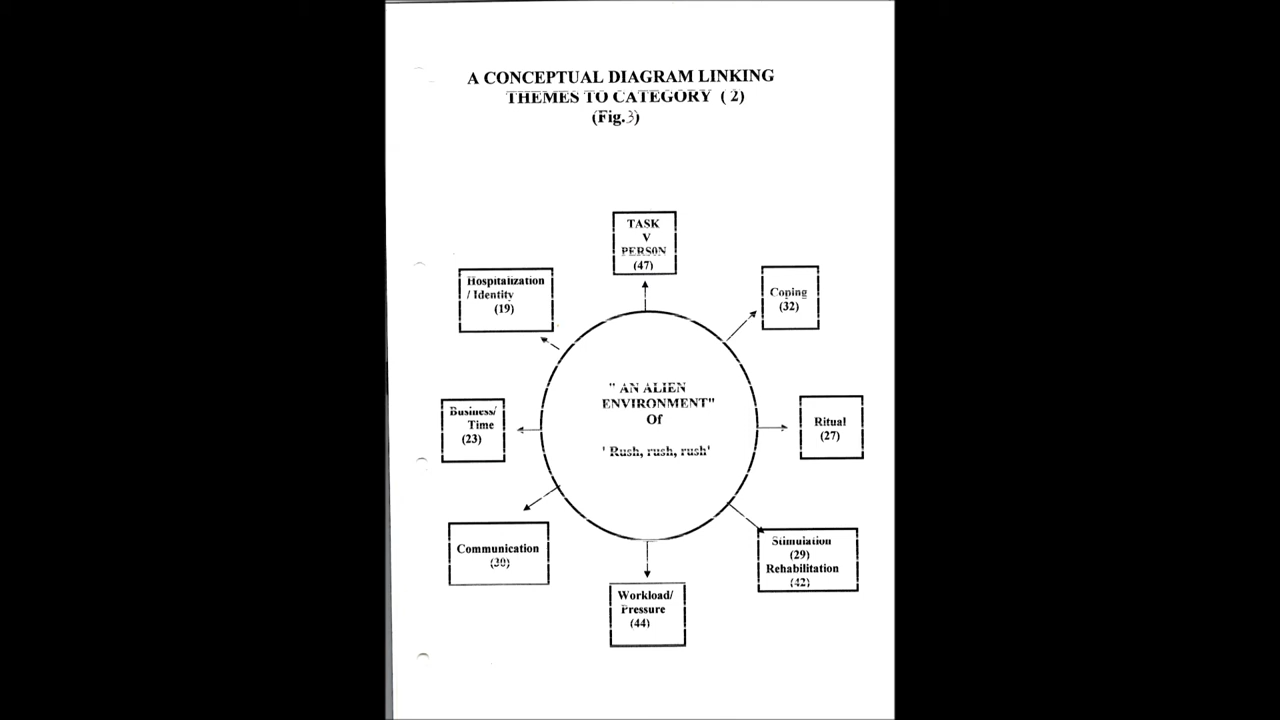 A CONCEPTUAL DIAGRAM LINKING
THEMES TO CATEGORY ( 2)
(Fig.3)
TASK
V
PERS0N
(47)
Hospitalization
/ Identity
(19)
Coping
(32)
" AN ALIEN
ENVIRONMENT"
Of
' Rush, rush, rush'
Business/
Time
(23)
Ritual
(27)
Communication
(30)
Stimulation
(29)
Rehabilitation
(42)
Workload/
Pressure
(44)